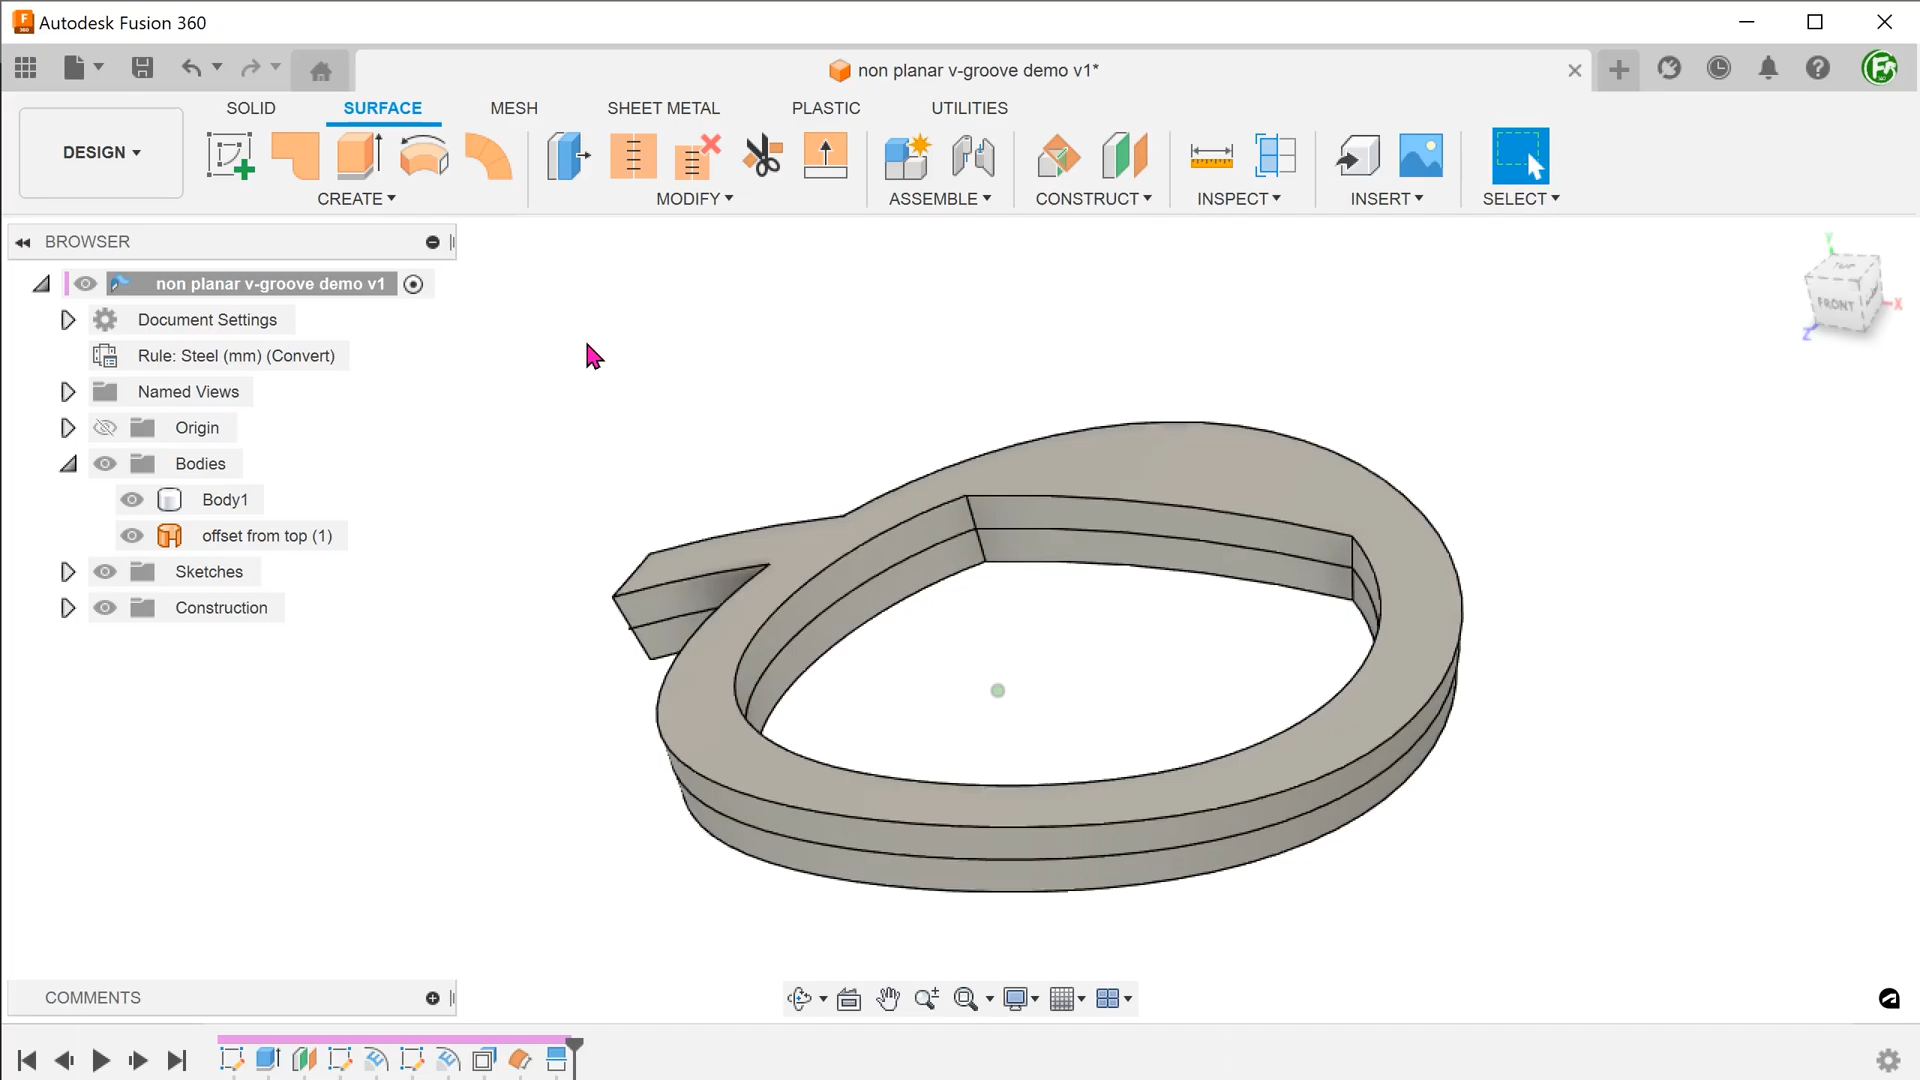 Autodesk Fusion 360
non planar v-groove demo v1*
SOLID SURFACE MESH SHEET METAL PLASTIC UTILITIES
DESIGN
CREATE MODIFY ASSEMBLE CONSTRUCT INSPECT INSERT SELECT
BROWSER
non planar v-groove demo v1
Document Settings
Rule: Steel (mm) (Convert)
Named Views
Origin
Bodies
Body1
offset from top (1)
Sketches
Construction
Y
TOP
FRONT
X
Z
COMMENTS